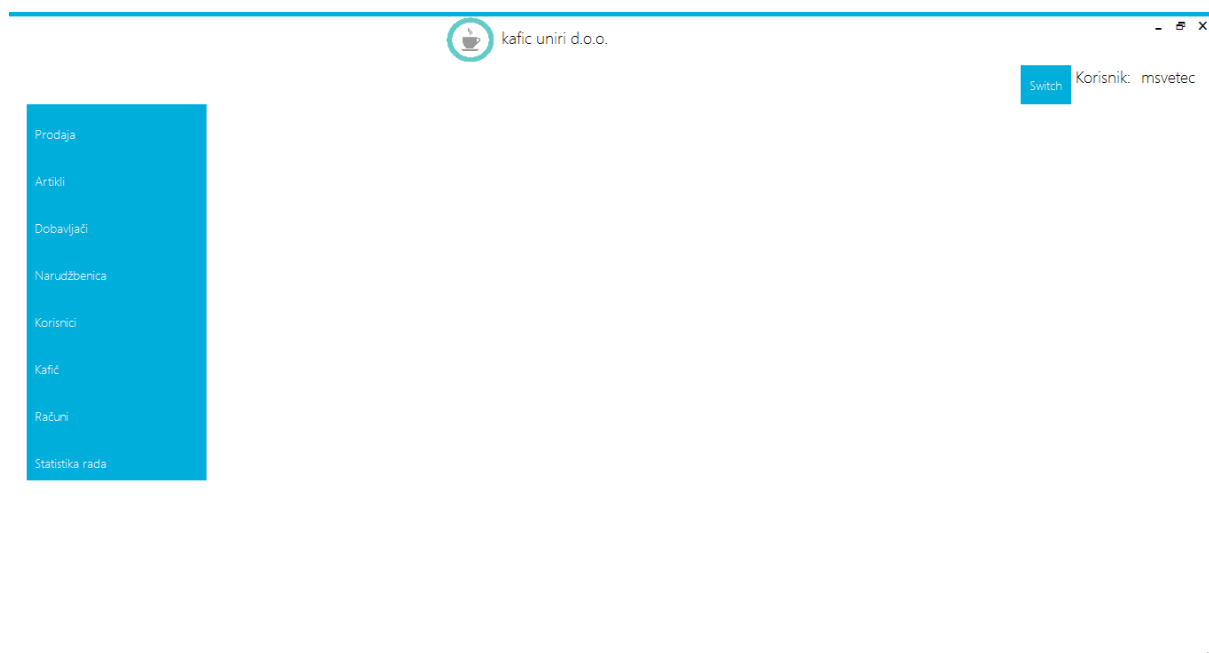 kafic uniri d.o.o.
Switch
Korisnik: msvetec
Prodaja
Artikli
Dobavljači
Narudžbenica
Korisnici
Kafić
Računi
Statistika rada